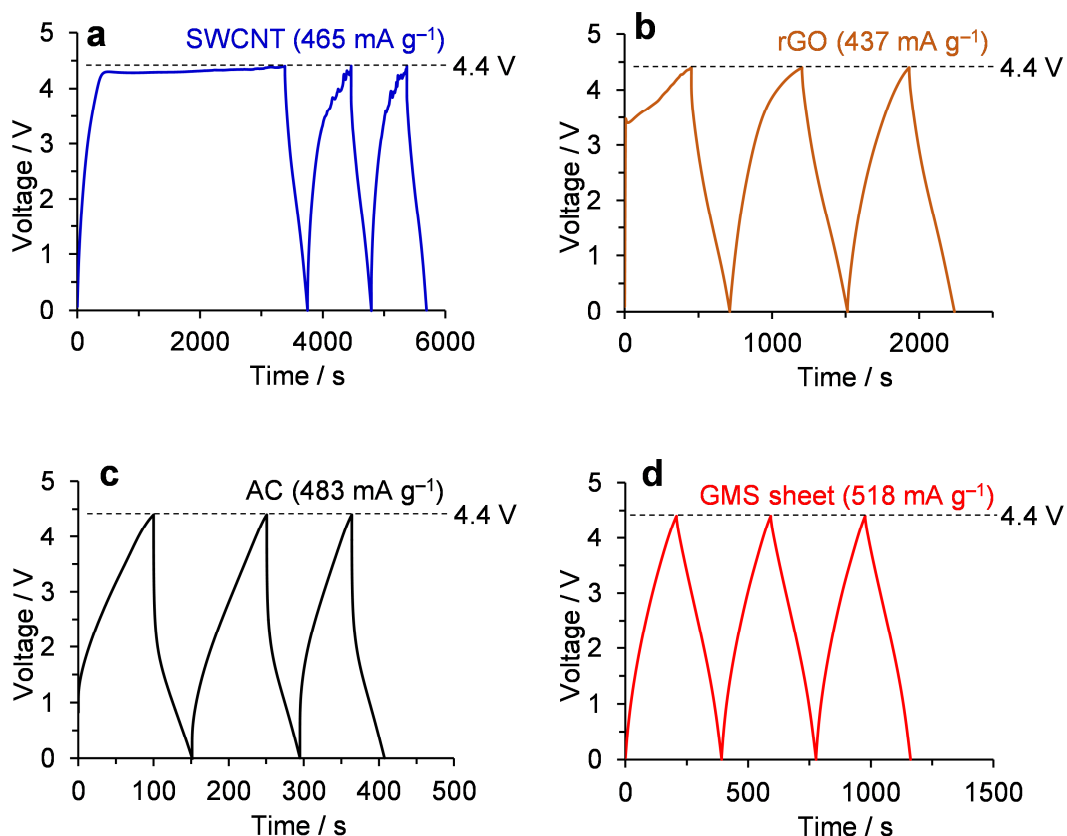 a
SWCNT (465 mA g⁻¹)
4.4 V
5
4
3
2
1
0
Voltage / V
0 2000 4000 6000
Time / s
b
rGO (437 mA g⁻¹)
4.4 V
5
4
3
2
1
0
Voltage / V
0 1000 2000
Time / s
c
AC (483 mA g⁻¹)
4.4 V
5
4
3
2
1
0
Voltage / V
0 100 200 300 400 500
Time / s
d
GMS sheet (518 mA g⁻¹)
4.4 V
5
4
3
2
1
0
Voltage / V
0 500 1000 1500
Time / s